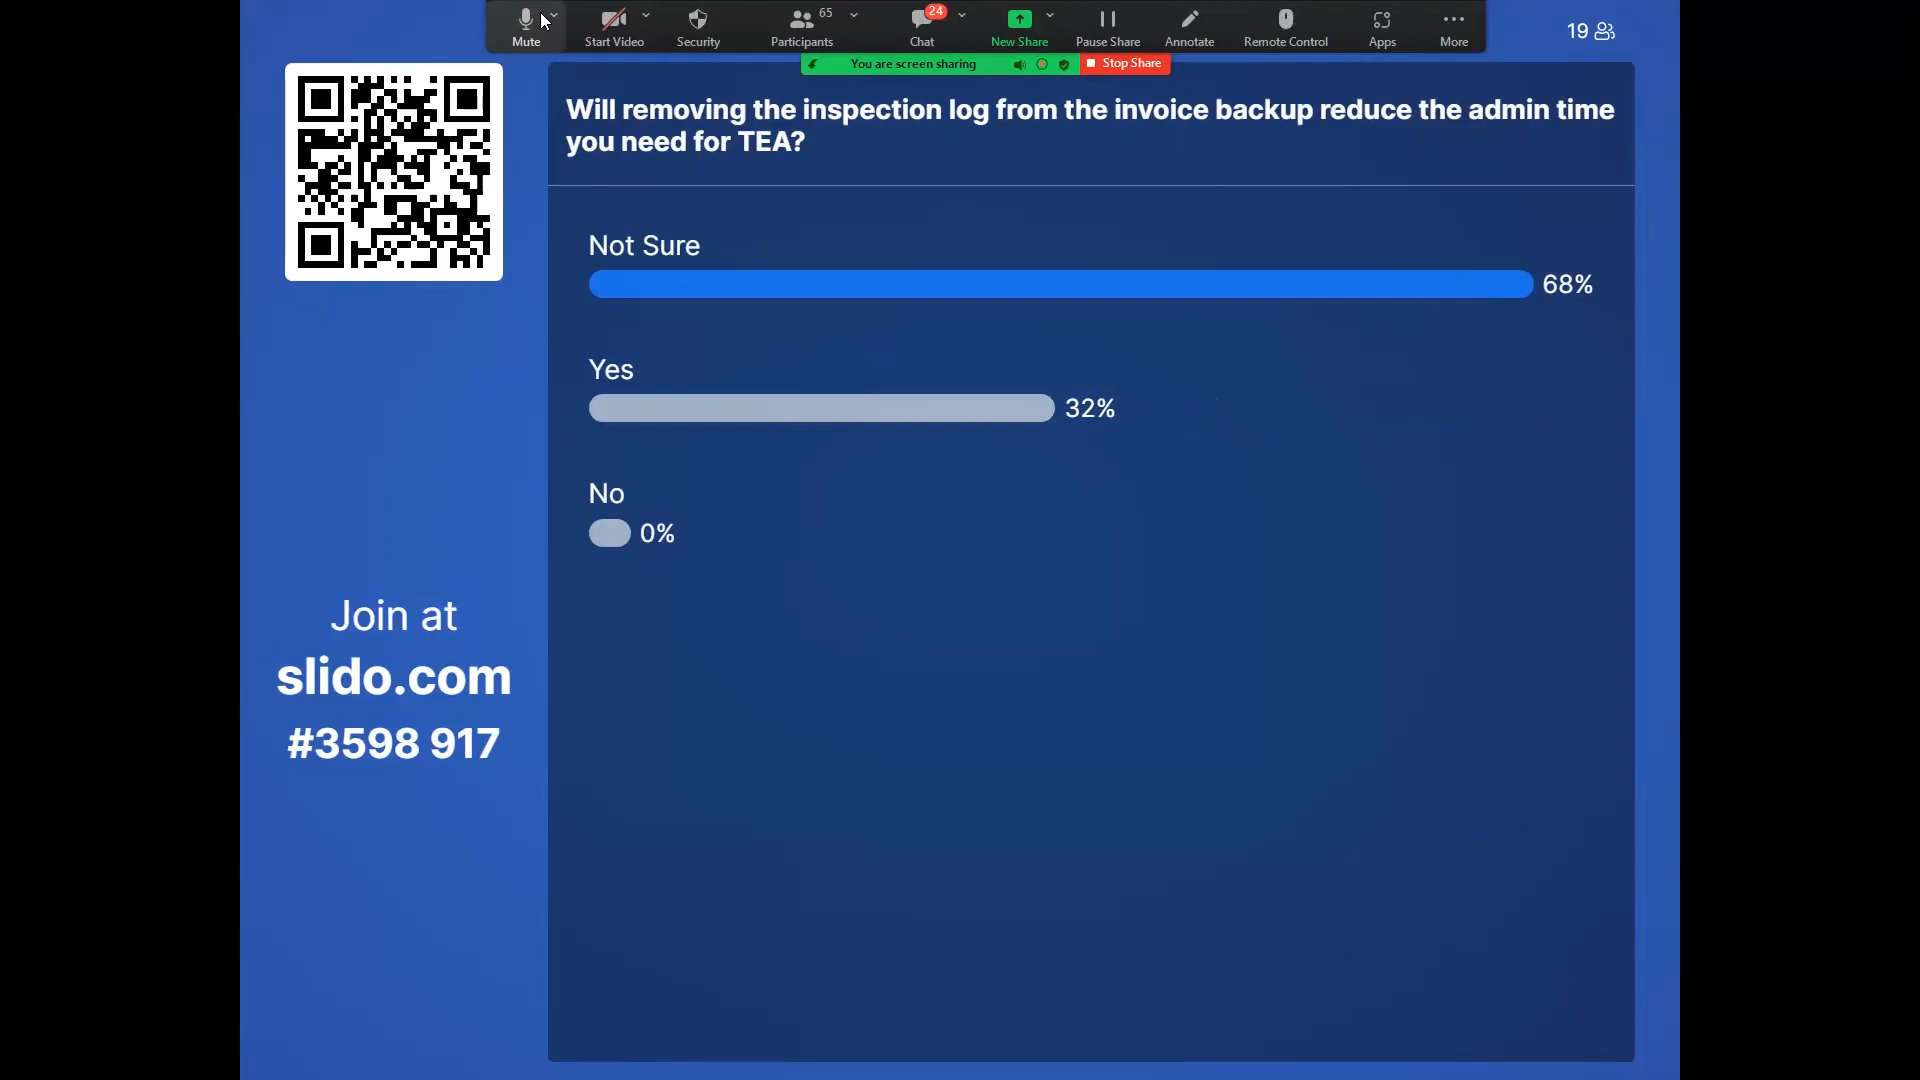 Mute
Start Video
Security
65
Participants
24
Chat
New Share
Pause Share
Annotate
Remote Control
Apps
More
19
You are screen sharing
Stop Share
Will removing the inspection log from the invoice backup reduce the admin time
you need for TEA?
Not Sure
68%
Yes
32%
No
0%
Join at
slido.com
#3598 917